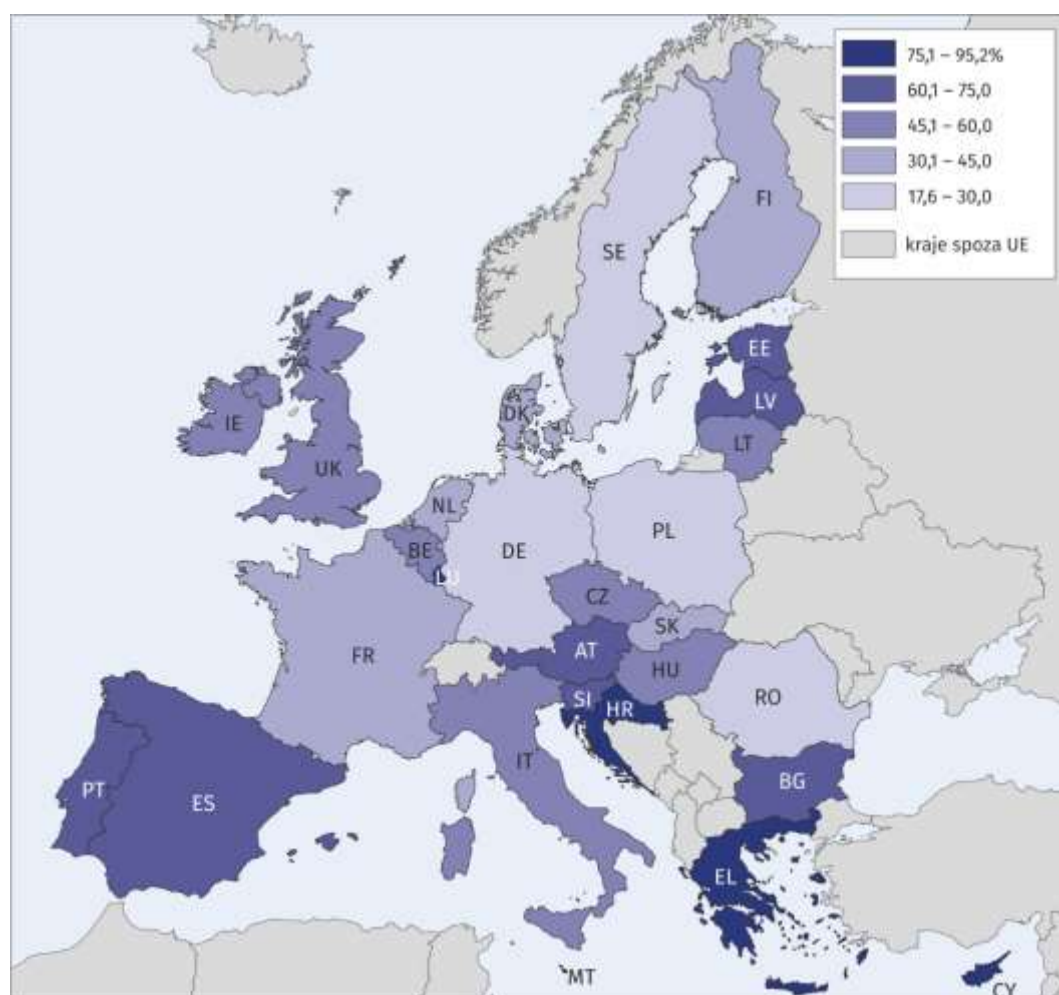 75,1 – 95,2%
60,1 – 75,0
45,1 – 60,0
30,1 – 45,0
17,6 – 30,0
kraje spoza UE
FI
SE
EE
LV
LT
DK
IE
UK
NL
BE
LU
DE
PL
CZ
SK
AT
HU
FR
SI
HR
RO
IT
PT
ES
BG
EL
MT
CY